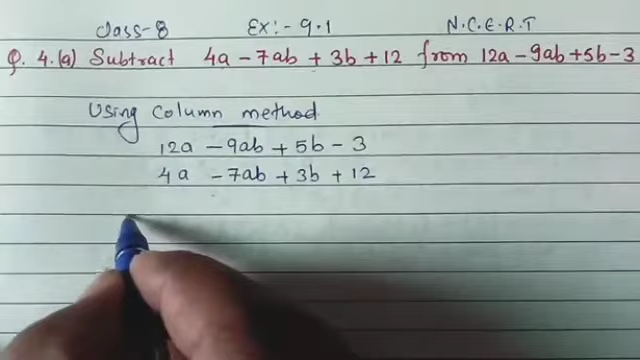 Class-8 Ex:- 9.1 N.C.E.R.T
Q. 4.(a) Subtract 4a - 7ab + 3b + 12 from 12a - 9ab + 5b - 3
Using Column method.
12a - 9ab + 5b - 3
4a - 7ab + 3b + 12